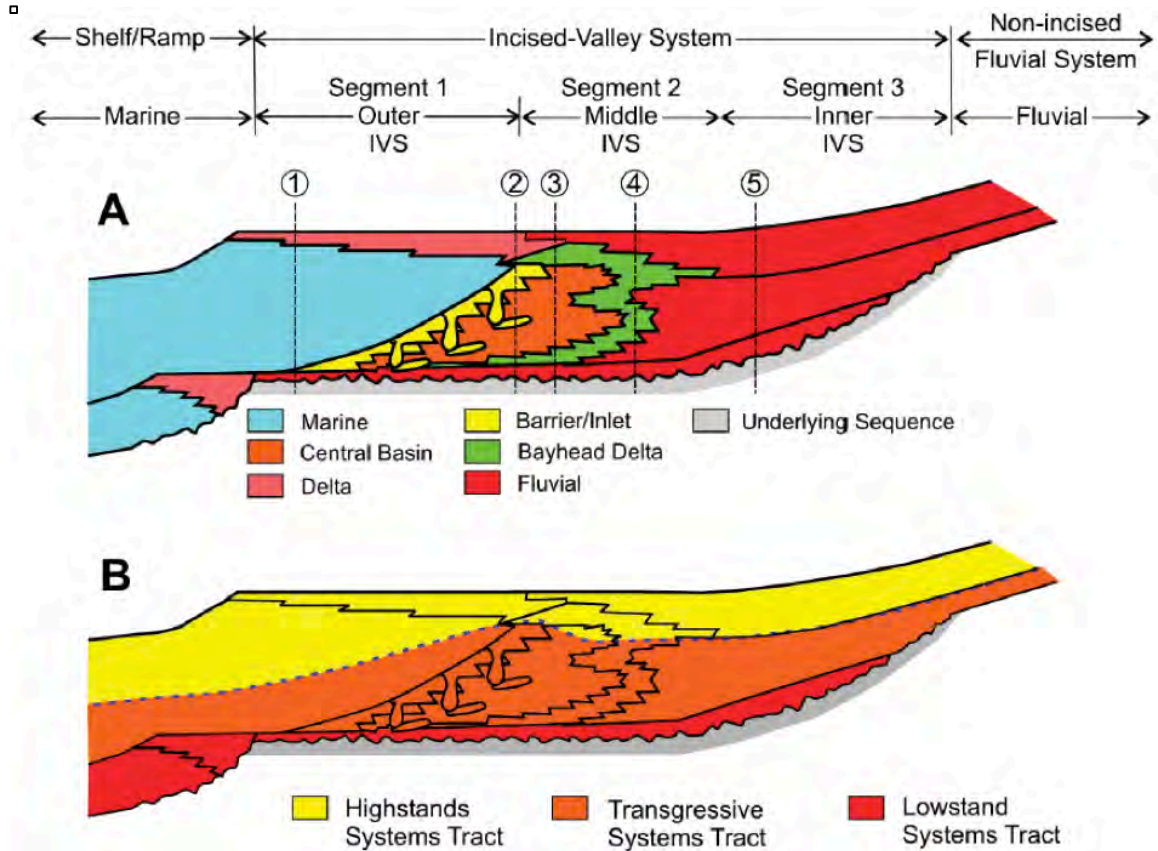 Shelf/Ramp
Incised-Valley System
Non-incised
Fluvial System
Segment 1
Segment 2
Segment 3
Marine
Outer
Middle
Inner
Fluvial
IVS
IVS
IVS
1
2
3
4
5
A
Marine
Barrier/Inlet
Underlying Sequence
Central Basin
Bayhead Delta
Delta
Fluvial
B
Highstands
Systems Tract
Transgressive
Systems Tract
Lowstand
Systems Tract